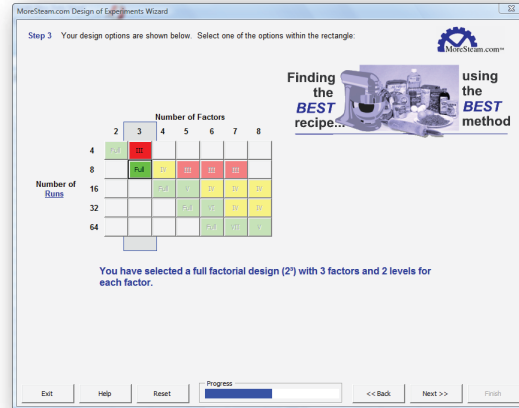 MoreSteam.com Design of Experiments Wizard
Step 3 Your design options are shown below. Select one of the options within the rectangle:
MoreSteam.com
Finding
the
BEST
recipe...
using
the
BEST
method
Number of Factors
2 3 4 5 6 7 8
4 Full III
8 Full IV III III III
Number of
Runs
16 Full V IV IV IV
32 Full VI IV IV
64 Full VII V
You have selected a full factorial design (2³) with 3 factors and 2 levels for
each factor.
Progress
Exit Help Reset << Back Next >> Finish